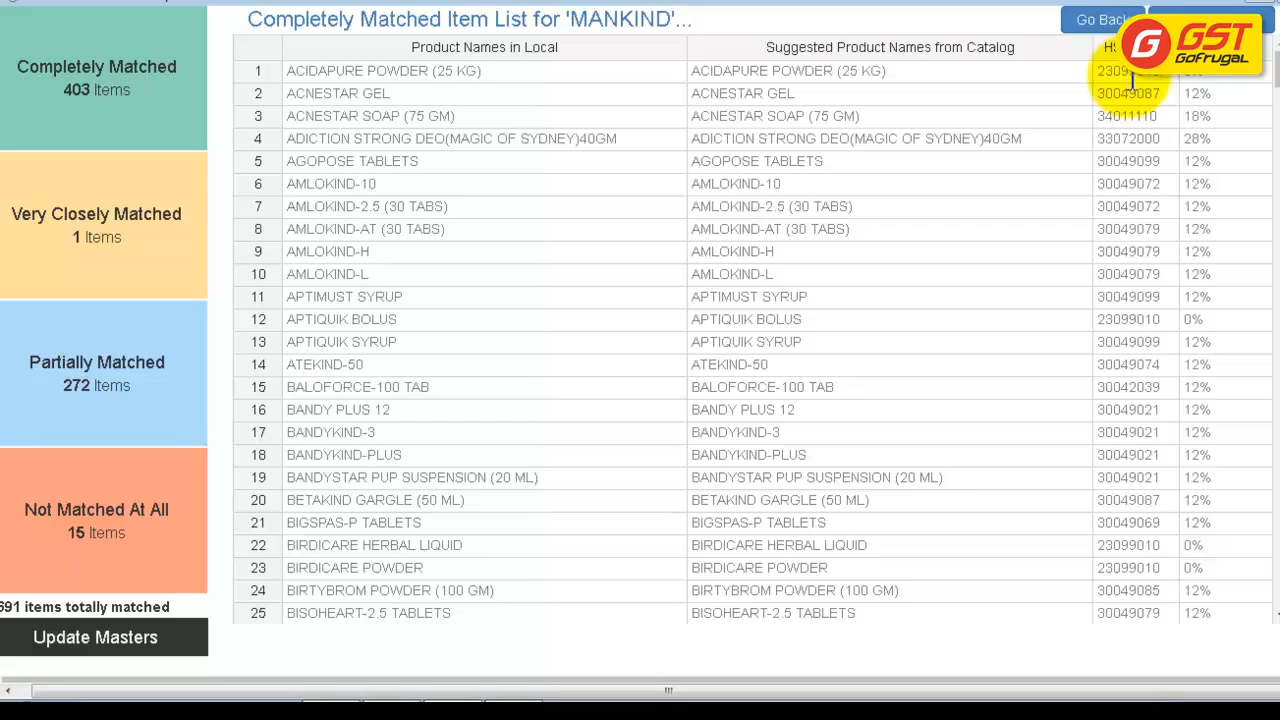 Completely Matched Item List for 'MANKIND'...
Go Back
GST
GOFRUGAL
Completely Matched
403 Items
Very Closely Matched
1 Items
Partially Matched
272 Items
Not Matched At All
15 Items
691 items totally matched
Update Masters
Product Names in Local Suggested Product Names from Catalog
1 ACIDAPURE POWDER (25 KG) ACIDAPURE POWDER (25 KG)
2 ACNESTAR GEL ACNESTAR GEL 30049087 12%
3 ACNESTAR SOAP (75 GM) ACNESTAR SOAP (75 GM) 34011110 18%
4 ADICTION STRONG DEO(MAGIC OF SYDNEY)40GM ADICTION STRONG DEO(MAGIC OF SYDNEY)40GM 33072000 28%
5 AGOPOSE TABLETS AGOPOSE TABLETS 30049099 12%
6 AMLOKIND-10 AMLOKIND-10 30049072 12%
7 AMLOKIND-2.5 (30 TABS) AMLOKIND-2.5 (30 TABS) 30049072 12%
8 AMLOKIND-AT (30 TABS) AMLOKIND-AT (30 TABS) 30049079 12%
9 AMLOKIND-H AMLOKIND-H 30049079 12%
10 AMLOKIND-L AMLOKIND-L 30049079 12%
11 APTIMUST SYRUP APTIMUST SYRUP 30049099 12%
12 APTIQUIK BOLUS APTIQUIK BOLUS 23099010 0%
13 APTIQUIK SYRUP APTIQUIK SYRUP 30049099 12%
14 ATEKIND-50 ATEKIND-50 30049074 12%
15 BALOFORCE-100 TAB BALOFORCE-100 TAB 30042039 12%
16 BANDY PLUS 12 BANDY PLUS 12 30049021 12%
17 BANDYKIND-3 BANDYKIND-3 30049021 12%
18 BANDYKIND-PLUS BANDYKIND-PLUS 30049021 12%
19 BANDYSTAR PUP SUSPENSION (20 ML) BANDYSTAR PUP SUSPENSION (20 ML) 30049021 12%
20 BETAKIND GARGLE (50 ML) BETAKIND GARGLE (50 ML) 30049087 12%
21 BIGSPAS-P TABLETS BIGSPAS-P TABLETS 30049069 12%
22 BIRDICARE HERBAL LIQUID BIRDICARE HERBAL LIQUID 23099010 0%
23 BIRDICARE POWDER BIRDICARE POWDER 23099010 0%
24 BIRTYBROM POWDER (100 GM) BIRTYBROM POWDER (100 GM) 30049085 12%
25 BISOHEART-2.5 TABLETS BISOHEART-2.5 TABLETS 30049079 12%